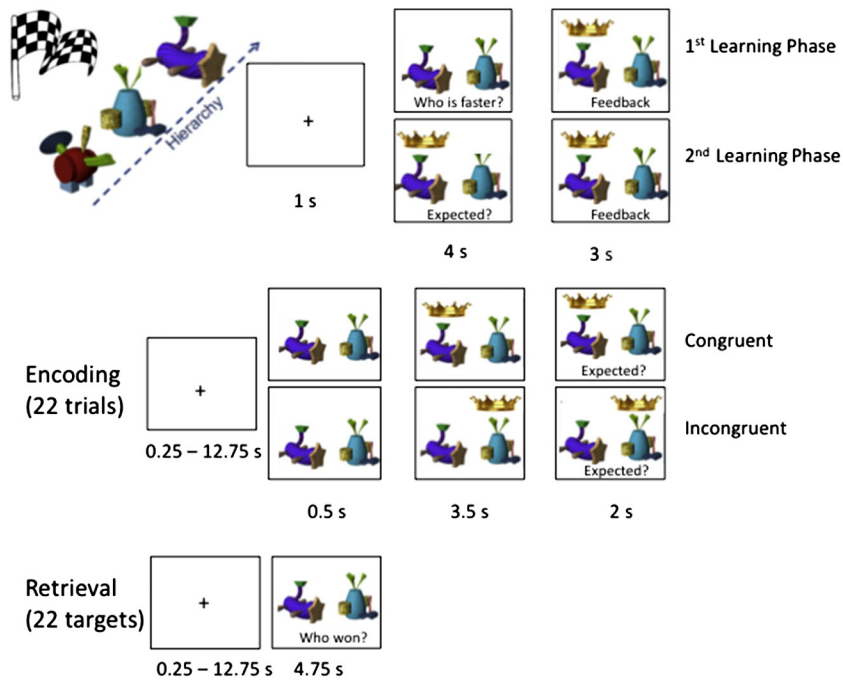 Hierarchy
+
1 s
Who is faster?
Feedback
1st Learning Phase
Expected?
Feedback
2nd Learning Phase
4 s
3 s
Encoding
(22 trials)
+
0.25 – 12.75 s
Expected?
Congruent
Expected?
Incongruent
0.5 s
3.5 s
2 s
Retrieval
(22 targets)
+
Who won?
0.25 – 12.75 s
4.75 s